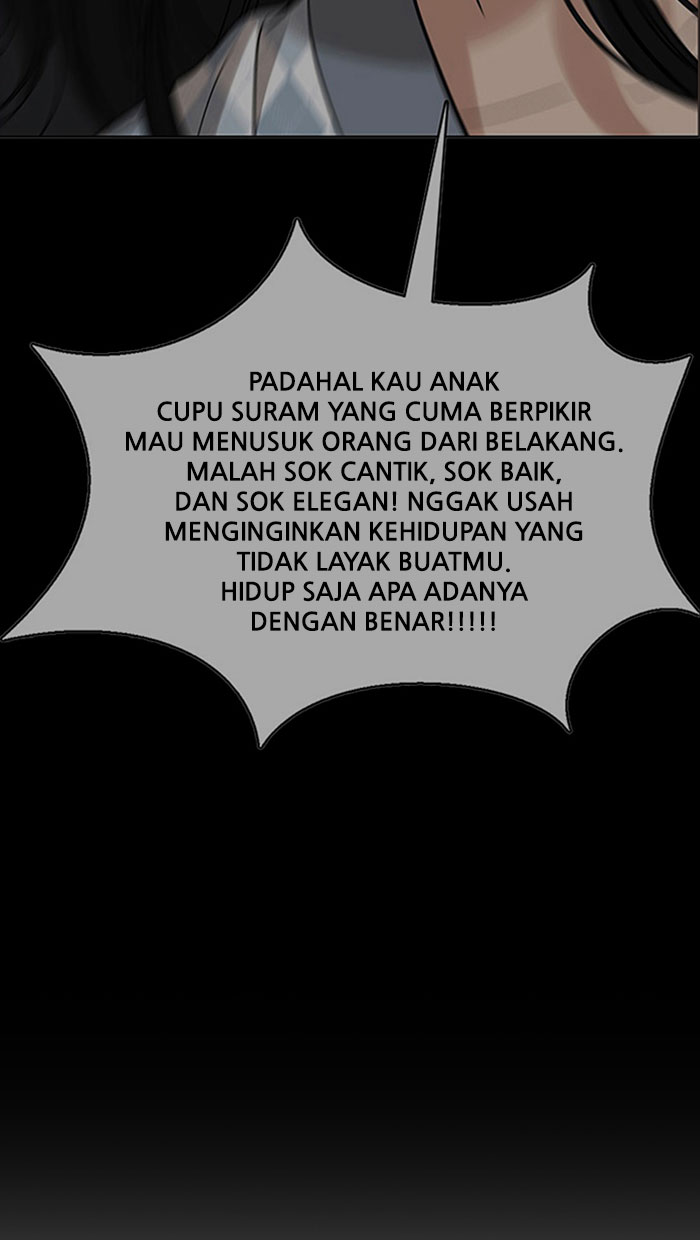 PADAHAL KAU ANAK
CUPU SURAM YANG CUMA BERPIKIR
MAU MENUSUK ORANG DARI BELAKANG.
MALAH SOK CANTIK, SOK BAIK,
DAN SOK ELEGAN! NGGAK USAH
MENGINGINKAN KEHIDUPAN YANG
TIDAK LAYAK BUATMU.
HIDUP SAJA APA ADANYA
DENGAN BENAR!!!!!